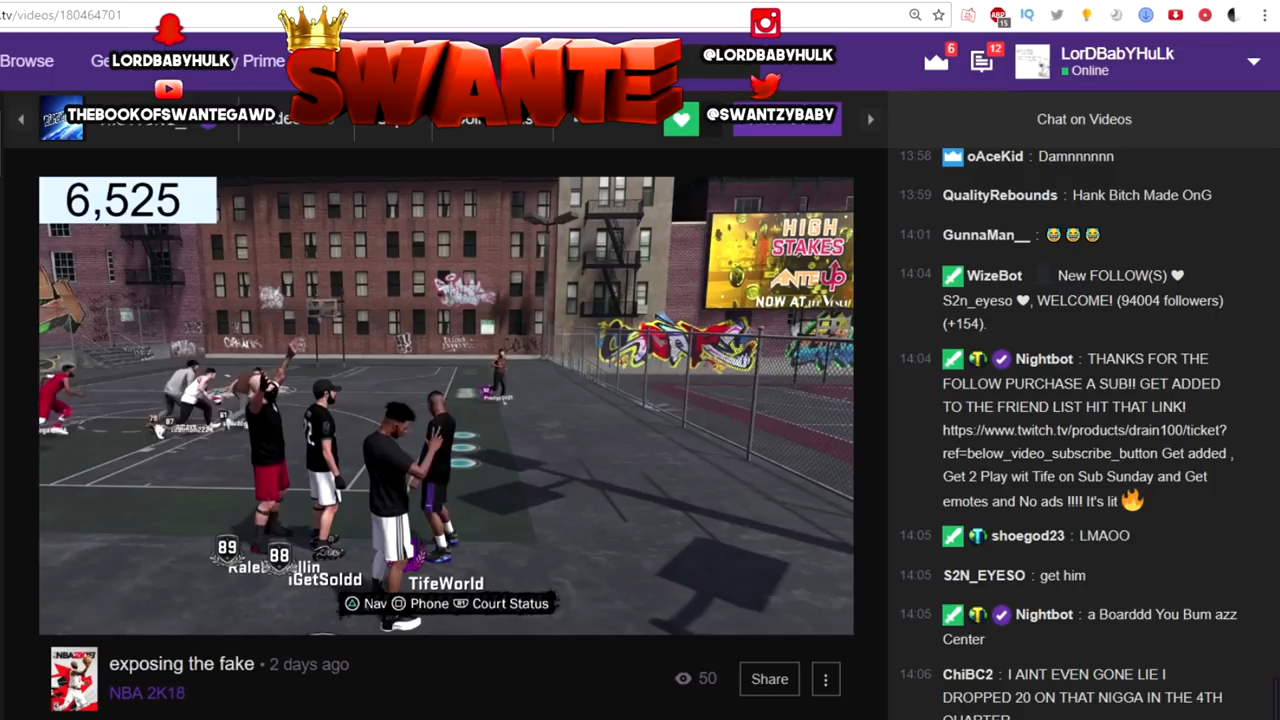 .tv/videos/180464701
15
IQ
LORDBABYHULK
THEBOOKOFSWANTEGAWD
SWANTE
@LORDBABYHULK
@SWANTZYBABY
Browse
Prime
6
12
LorDBabYHuLk
Online
Chat on Videos
6,525
HIGH
STAKES
ANTE UP
NOW AT
89
88
iGetSoldd
TifeWorld
Nav
Phone
Court Status
exposing the fake • 2 days ago
NBA 2K18
50
Share
13:58 oAceKid : Damnnnnnn
13:59 QualityRebounds : Hank Bitch Made OnG
14:01 GunnaMan__ : 😂 😂 😂
14:04 WizeBot New FOLLOW(S) ♥
S2n_eyeso ♥, WELCOME! (94004 followers)
(+154).
14:04 Nightbot : THANKS FOR THE
FOLLOW PURCHASE A SUB!! GET ADDED
TO THE FRIEND LIST HIT THAT LINK!
https://www.twitch.tv/products/drain100/ticket?
ref=below_video_subscribe_button Get added ,
Get 2 Play wit Tife on Sub Sunday and Get
emotes and No ads !!!! It's lit 🔥
14:05 shoegod23 : LMAOO
14:05 S2N_EYESO : get him
14:05 Nightbot : a Boarddd You Bum azz
Center
14:06 ChiBC2 : I AINT EVEN GONE LIE I
DROPPED 20 ON THAT NIGGA IN THE 4TH
QUARTER